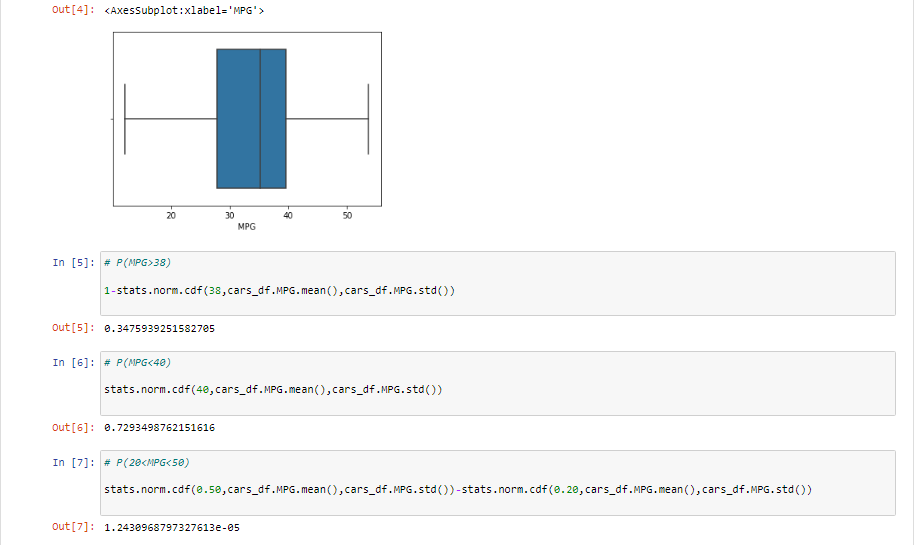 Out[4]: <AxesSubplot:xlabel='MPG'>
20 30 40 50
MPG
In [5]: # P(MPG>38)
1-stats.norm.cdf(38,cars_df.MPG.mean(),cars_df.MPG.std())
Out[5]: 0.3475939251582705
In [6]: # P(MPG<40)
stats.norm.cdf(40,cars_df.MPG.mean(),cars_df.MPG.std())
Out[6]: 0.7293498762151616
In [7]: # P(20<MPG<50)
stats.norm.cdf(0.50,cars_df.MPG.mean(),cars_df.MPG.std())-stats.norm.cdf(0.20,cars_df.MPG.mean(),cars_df.MPG.std())
Out[7]: 1.2430968797327613e-05